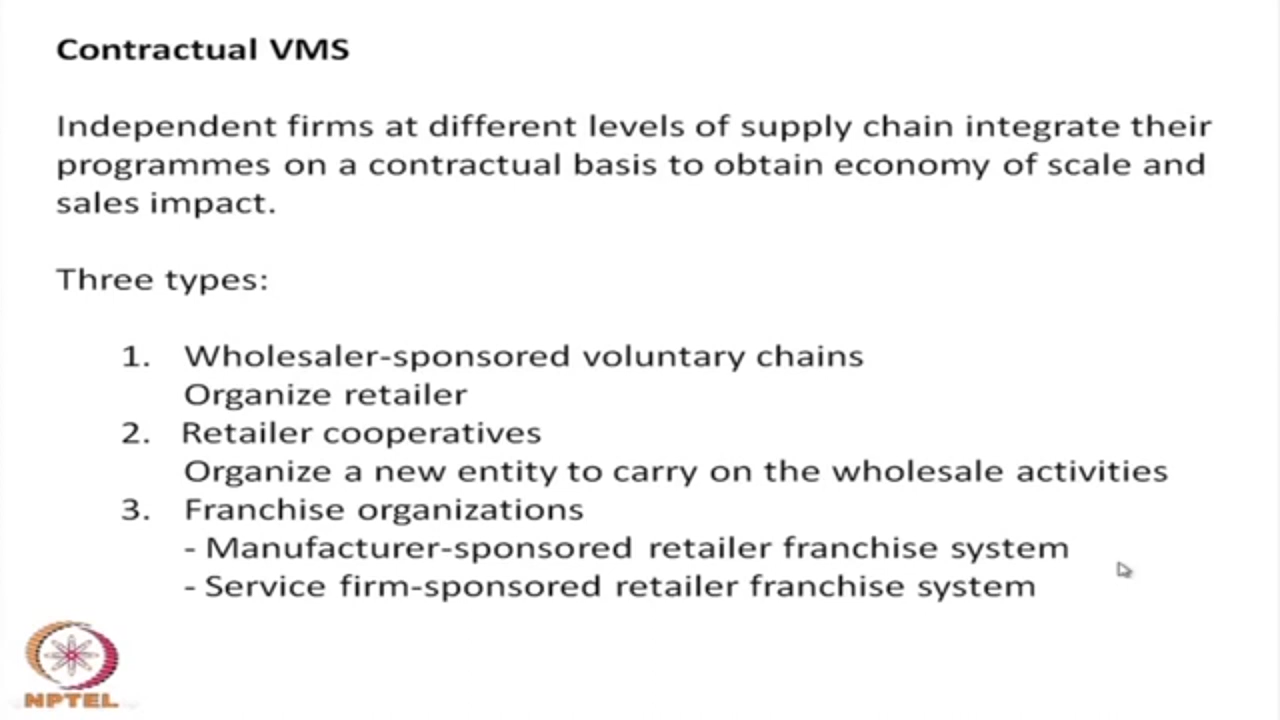 Contractual VMS
Independent firms at different levels of supply chain integrate their
programmes on a contractual basis to obtain economy of scale and
sales impact.
Three types:
1. Wholesaler-sponsored voluntary chains
Organize retailer
2. Retailer cooperatives
Organize a new entity to carry on the wholesale activities
3. Franchise organizations
- Manufacturer-sponsored retailer franchise system
- Service firm-sponsored retailer franchise system
NPTEL